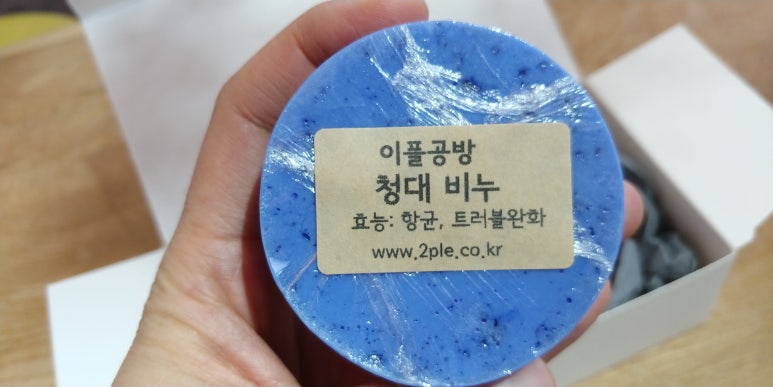 이플공방
청대 비누
효능: 항균, 트러블완화
www.2ple.co.kr